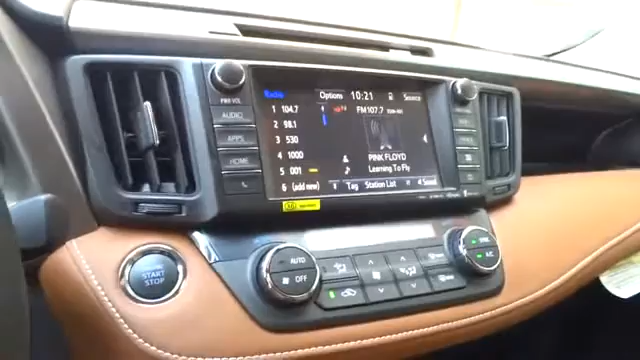 Radio
Options
10:21
Source
PWR VOL
1 104.7
FM107.7
AUDIO
2 98.1
APPS
3 530
HOME
4 1000
PINK FLOYD
5 001
Learning To Fly
6 (add new)
Tag
Station List
Sound
AUTO
OFF
SYNC
A/C
START
STOP